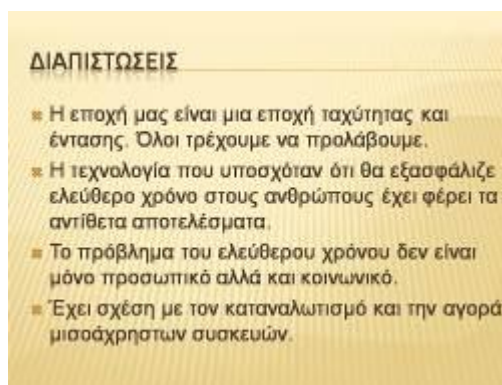 ΔΙΑΠΙΣΤΩΣΕΙΣ
Η εποχή μας είναι μια εποχή ταχύτητας και
έντασης. Όλοι τρέχουμε να προλάβουμε.
Η τεχνολογία που υποσχόταν ότι θα εξασφάλιζε
ελεύθερο χρόνο στους ανθρώπους έχει φέρει τα
αντίθετα αποτελέσματα.
Το πρόβλημα του ελεύθερου χρόνου δεν είναι
μόνο προσωπικό αλλά και κοινωνικό.
Έχει σχέση με τον καταναλωτισμό και την αγορά
μισοάχρηστων συσκευών.